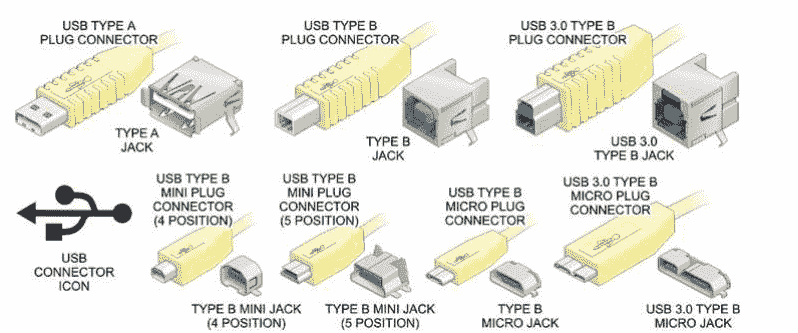 USB TYPE A
PLUG CONNECTOR
TYPE A
JACK
USB TYPE B
PLUG CONNECTOR
TYPE B
JACK
USB 3.0 TYPE B
PLUG CONNECTOR
USB 3.0
TYPE B JACK
USB
CONNECTOR
ICON
USB TYPE B
MINI PLUG
CONNECTOR
(4 POSITION)
TYPE B MINI JACK
(4 POSITION)
USB TYPE B
MINI PLUG
CONNECTOR
(5 POSITION)
TYPE B MINI JACK
(5 POSITION)
USB TYPE B
MICRO PLUG
CONNECTOR
TYPE B
MICRO JACK
USB 3.0 TYPE B
MICRO PLUG
CONNECTOR
USB 3.0 TYPE B
MICRO JACK